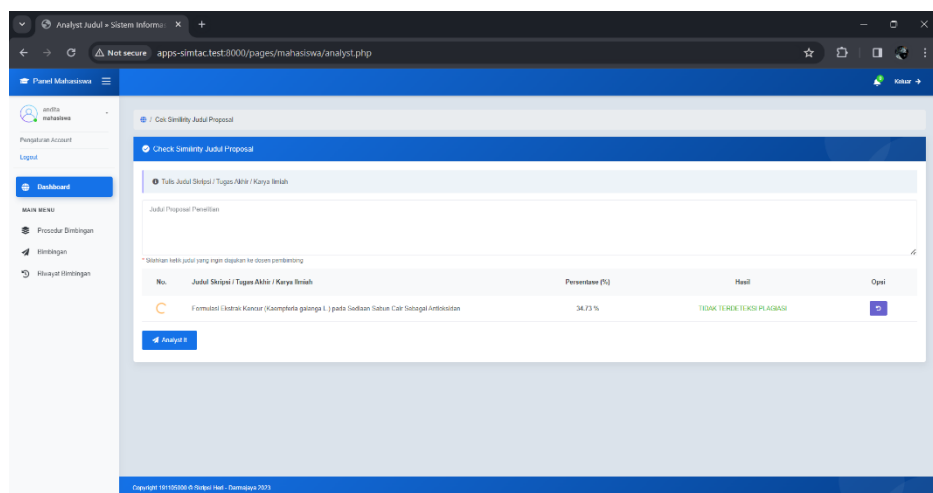 Analyst Judul » Sistem Informa
Not secure apps-simtac.test:8000/pages/mahasiswa/analyst.php
Panel Mahasiswa
Keluar
andita
mahasiswa
Pengaturan Account
Logout
Dashboard
MAIN MENU
Prosedur Bimbingan
Bimbingan
Riwayat Bimbingan
/ Cek Similirity Judul Proposal
Check Similirity Judul Proposal
Tulis Judul Skripsi / Tugas Akhir / Karya Ilmiah
Judul Proposal Penelitian
* Silahkan ketik judul yang ingin diajukan ke dosen pembimbing
No. Judul Skripsi / Tugas Akhir / Karya Ilmiah Persentase (%) Hasil Opsi
Formulasi Ekstrak Kencur (Kaempferia galanga L.) pada Sediaan Sabun Cair Sebagai Antioksidan 34.73 % TIDAK TERDETEKSI PLAGIASI
Analyst It
Copyright 191105000 © Skripsi Hed - Darmajaya 2023